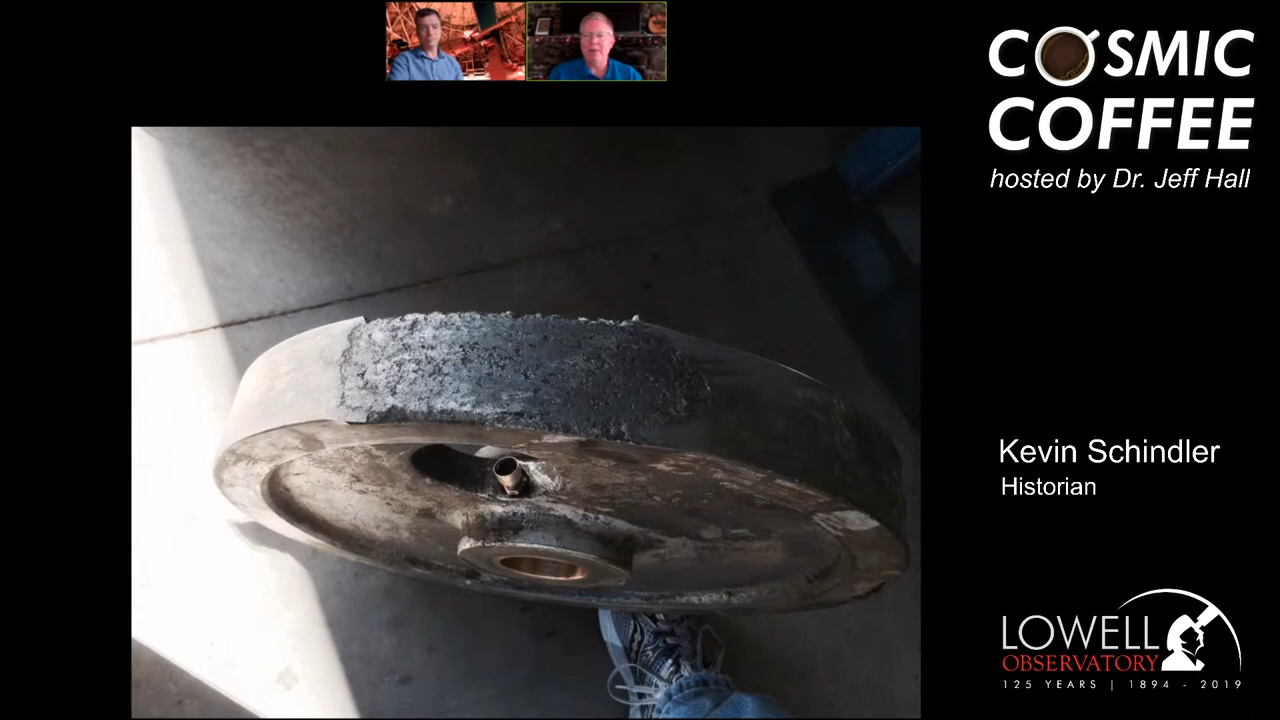 COSMIC
COFFEE
hosted by Dr. Jeff Hall
Kevin Schindler
Historian
LOWELL
OBSERVATORY
125 YEARS | 1894 - 2019